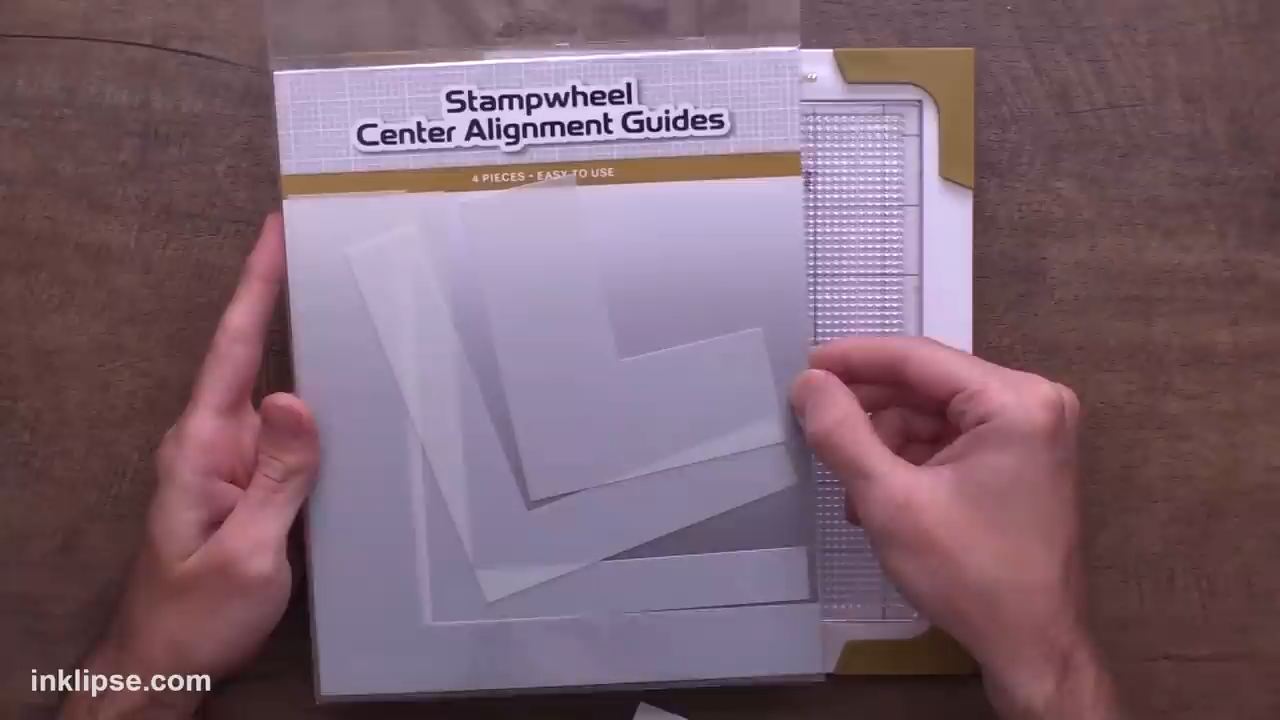 Stampwheel
Center Alignment Guides
4 PIECES • EASY TO USE
inklipse.com